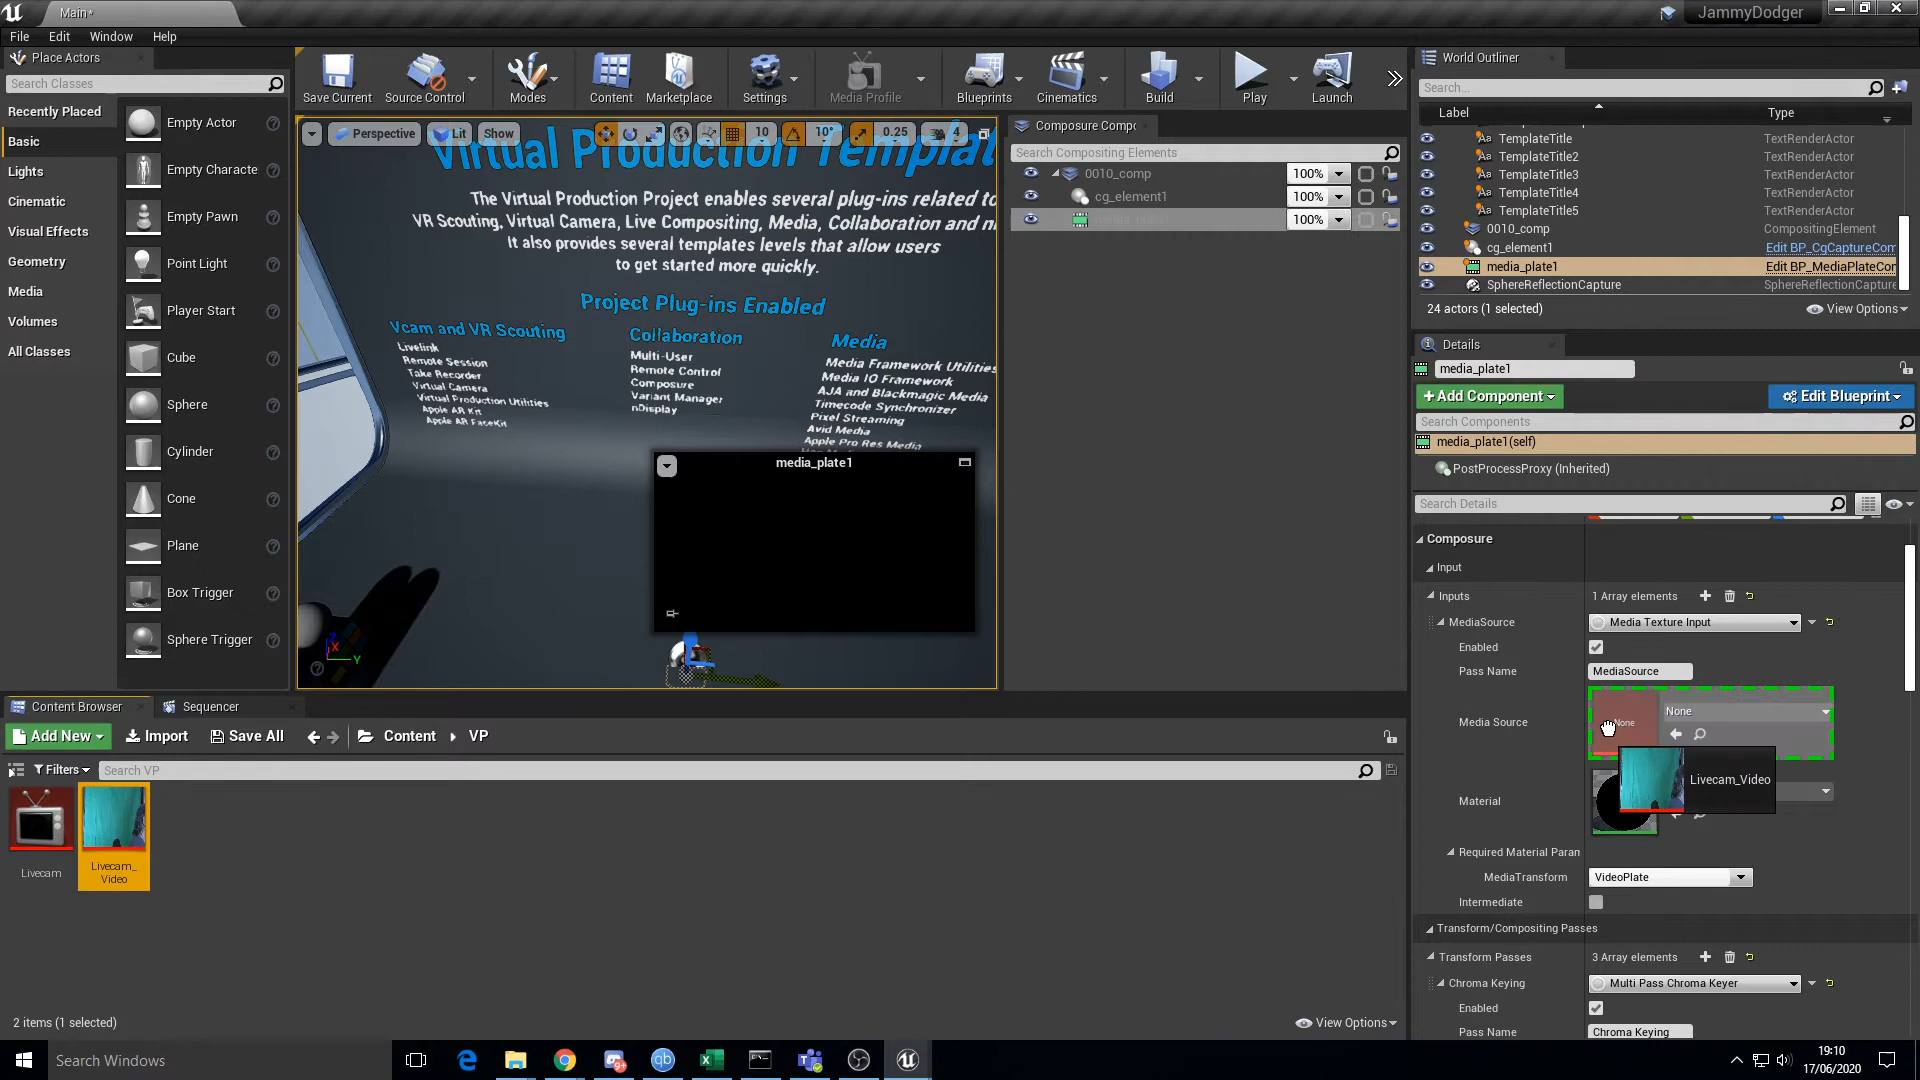 Main*
JammyDodger
File Edit Window Help
Place Actors
Search Classes
Recently Placed
Basic
Lights
Cinematic
Visual Effects
Geometry
Media
Volumes
All Classes
Empty Actor
Empty Characte
Empty Pawn
Point Light
Player Start
Cube
Sphere
Cylinder
Cone
Plane
Box Trigger
Sphere Trigger
Save Current
Source Control
Modes
Content
Marketplace
Settings
Media Profile
Blueprints
Cinematics
Build
Play
Launch
Perspective
Lit
Show
10
10°
0.25
4
Virtual Production Templat
The Virtual Production Project enables several plug-ins related to
VR Scouting, Virtual Camera, Live Compositing, Media, Collaboration and
It also provides several templates levels that allow users
to get started more quickly.
Project Plug-ins Enabled
Vcam and VR Scouting
Livelink
Remote Session
Take Recorder
Virtual Camera
Virtual Production Utilities
Apple AR Kit
Apple AR FaceKit
Collaboration
Multi-User
Remote Control
Composure
Variant Manager
nDisplay
Media
Media Framework Utilities
Media IO Framework
AJA and Blackmagic Media
Timecode Synchronizer
Pixel Streaming
Avid Media
Apple Pro Res Media
media_plate1
Composure Compo
Search Compositing Elements
0010_comp 100%
cg_element1 100%
100%
World Outliner
Search...
Label Type
TemplateTitle TextRenderActor
TemplateTitle2 TextRenderActor
TemplateTitle3 TextRenderActor
TemplateTitle4 TextRenderActor
TemplateTitle5 TextRenderActor
0010_comp CompositingElement
cg_element1 Edit BP_CgCaptureCom
media_plate1 Edit BP_MediaPlateCor
SphereReflectionCapture SphereReflectionCapture
24 actors (1 selected)
View Options
Details
media_plate1
+Add Component
Edit Blueprint
Search Components
media_plate1(self)
PostProcessProxy (Inherited)
Search Details
Composure
Input
Inputs 1 Array elements
MediaSource Media Texture Input
Enabled
Pass Name MediaSource
Media Source None None
Livecam_Video
Material
Required Material Param
MediaTransform VideoPlate
Intermediate
Transform/Compositing Passes
Transform Passes 3 Array elements
Chroma Keying Multi Pass Chroma Keyer
Enabled
Pass Name Chroma Keying
Content Browser
Sequencer
Add New
Import
Save All
Content
VP
Filters
Search VP
Livecam
Livecam_
Video
2 items (1 selected)
View Options
Search Windows
19:10
17/06/2020